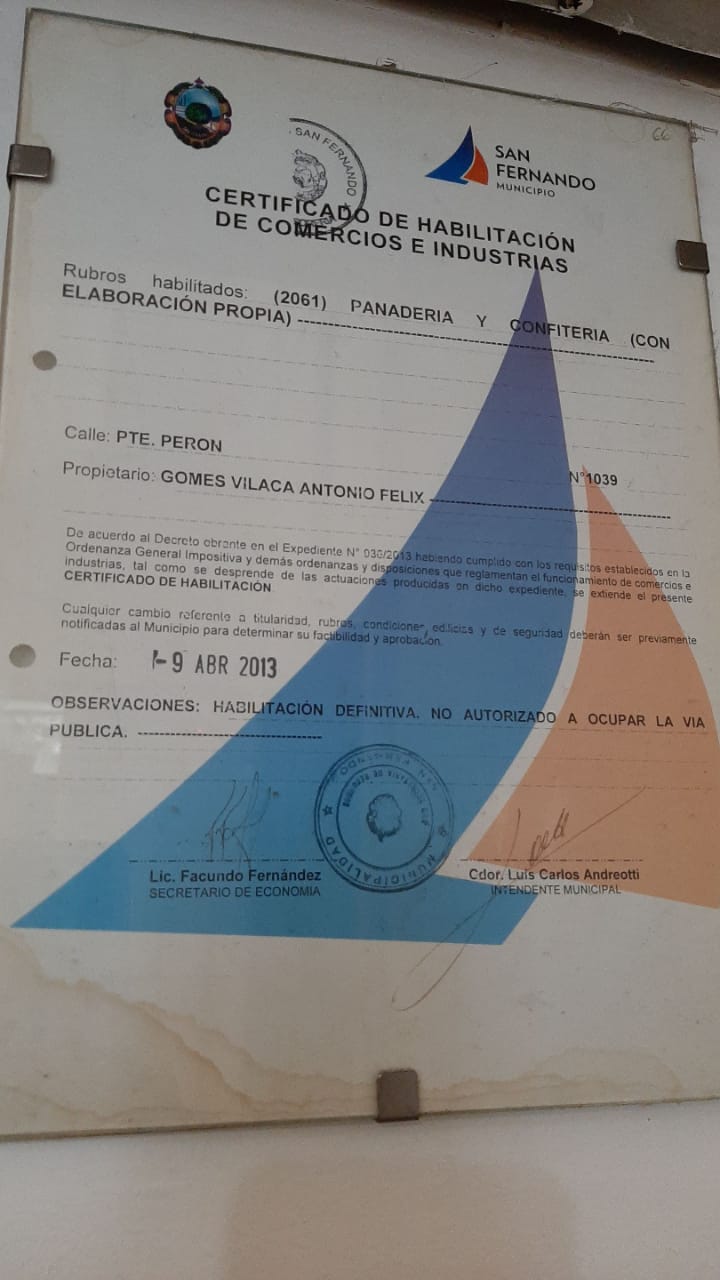 SAN FERNANDO
SAN
FERNANDO
MUNICIPIO
CERTIFICADO DE HABILITACIÓN
DE COMERCIOS E INDUSTRIAS
Rubros habilitados: (2061) PANADERIA Y CONFITERIA (CON
ELABORACIÓN PROPIA)
Calle: PTE. PERON
N°1039
Propietario: GOMES VILACA ANTONIO FELIX
De acuerdo al Decreto obrante en el Expediente N° 030/2013 habiendo cumplido con los requisitos establecidos en la
Ordenanza General Impositiva y demás ordenanzas y disposiciones que reglamentan el funcionamiento de comercios e
industrias, tal como se desprende de las actuaciones producidas en dicho expediente, se extiende el presente
CERTIFICADO DE HABILITACIÓN
Cualquier cambio referente a titularidad, rubros, condiciones edilicias y de seguridad deberán ser previamente
notificadas al Municipio para determinar su factibilidad y aprobación.
Fecha: -9 ABR 2013
OBSERVACIONES: HABILITACIÓN DEFINITIVA. NO AUTORIZADO A OCUPAR LA VIA
PUBLICA.
MUNICIPALIDAD
Lic. Facundo Fernández
SECRETARIO DE ECONOMIA
Cdor. Luis Carlos Andreotti
INTENDENTE MUNICIPAL